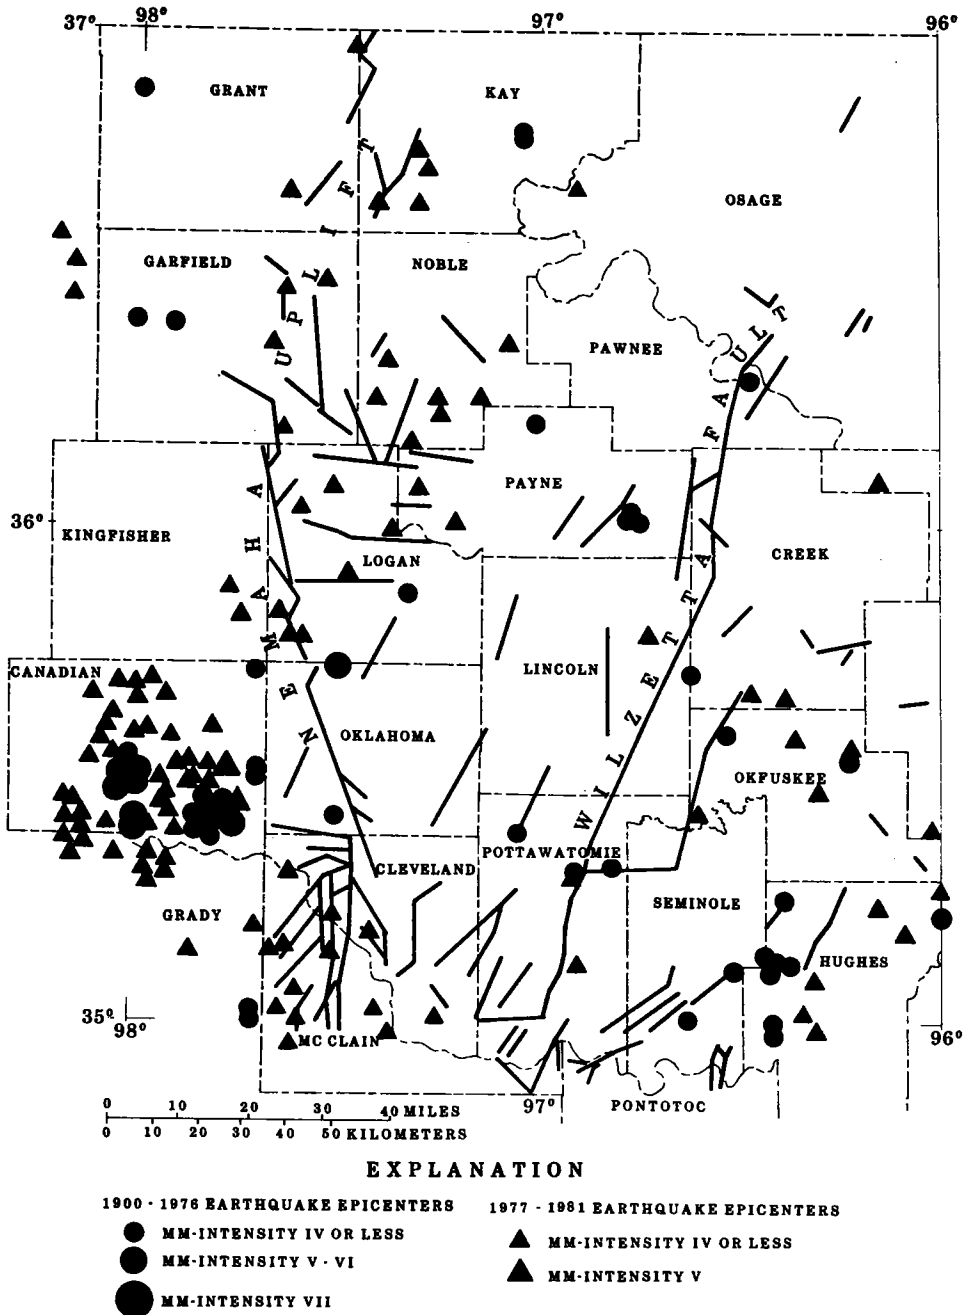 98° 97° 96°
37°
GRANT KAY
OSAGE
GARFIELD NOBLE
PAWNEE
NEMAHA UPLIFT
WILZETTA FAULT
PAYNE
36°
KINGFISHER LOGAN CREEK
LINCOLN
CANADIAN
OKLAHOMA
OKFUSKEE
POTTAWATOMIE
CLEVELAND
GRADY SEMINOLE
HUGHES
35° 98° 96°
MC CLAIN
97° PONTOTOC
0 10 20 30 40 MILES
0 10 20 30 40 50 KILOMETERS
EXPLANATION
1900 - 1976 EARTHQUAKE EPICENTERS
MM-INTENSITY IV OR LESS
MM-INTENSITY V - VI
MM-INTENSITY VII
1977 - 1981 EARTHQUAKE EPICENTERS
MM-INTENSITY IV OR LESS
MM-INTENSITY V